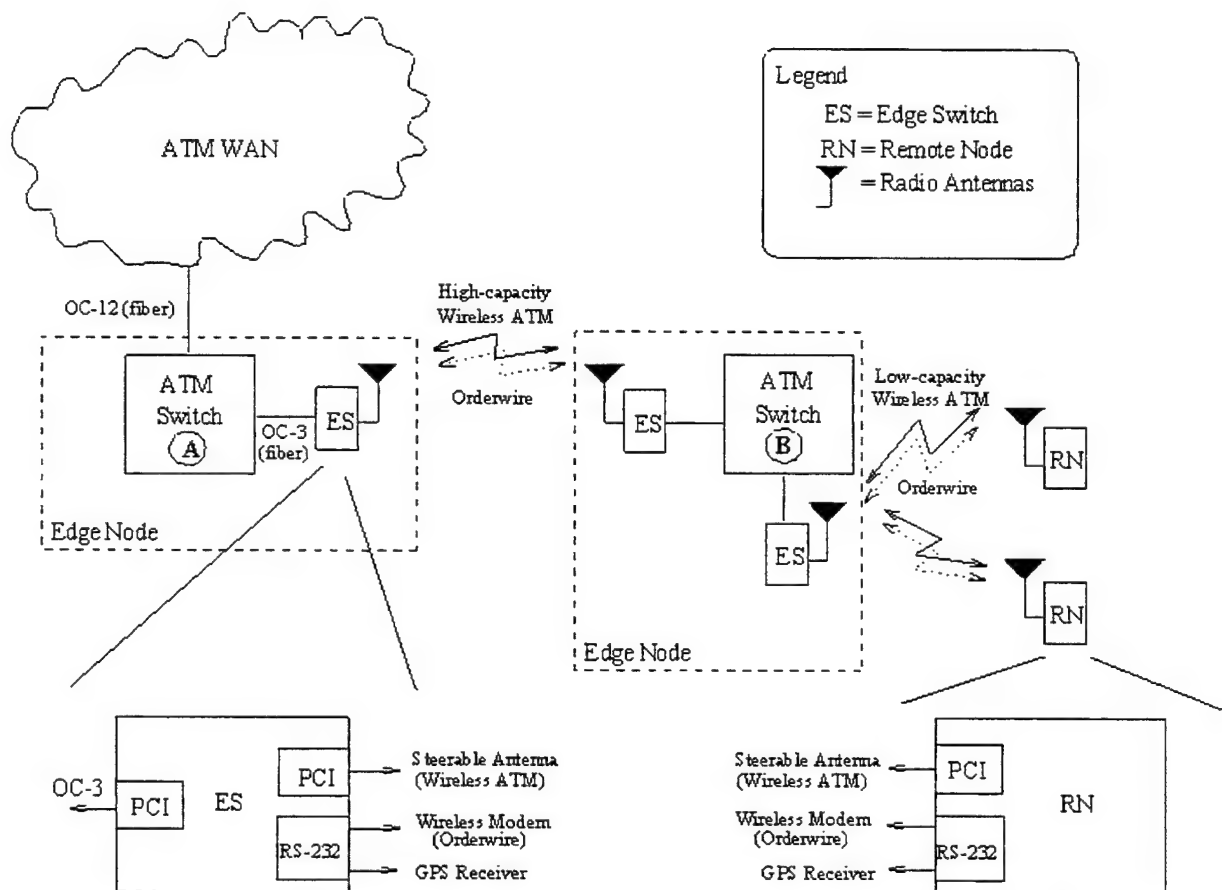 ATM WAN
Legend
ES = Edge Switch
RN = Remote Node
= Radio Antennas
OC-12 (fiber)
High-capacity
Wireless ATM
Orderwire
ATM
Switch
A
OC-3
(fiber)
ES
Edge Node
ES
ATM
Switch
B
ES
Edge Node
Low-capacity
Wireless ATM
Orderwire
RN
RN
OC-3
PCI
ES
PCI
RS-232
Steerable Antenna
(Wireless ATM)
Wireless Modem
(Orderwire)
GPS Receiver
Steerable Antenna
(Wireless ATM)
Wireless Modem
(Orderwire)
GPS Receiver
PCI
RS-232
RN